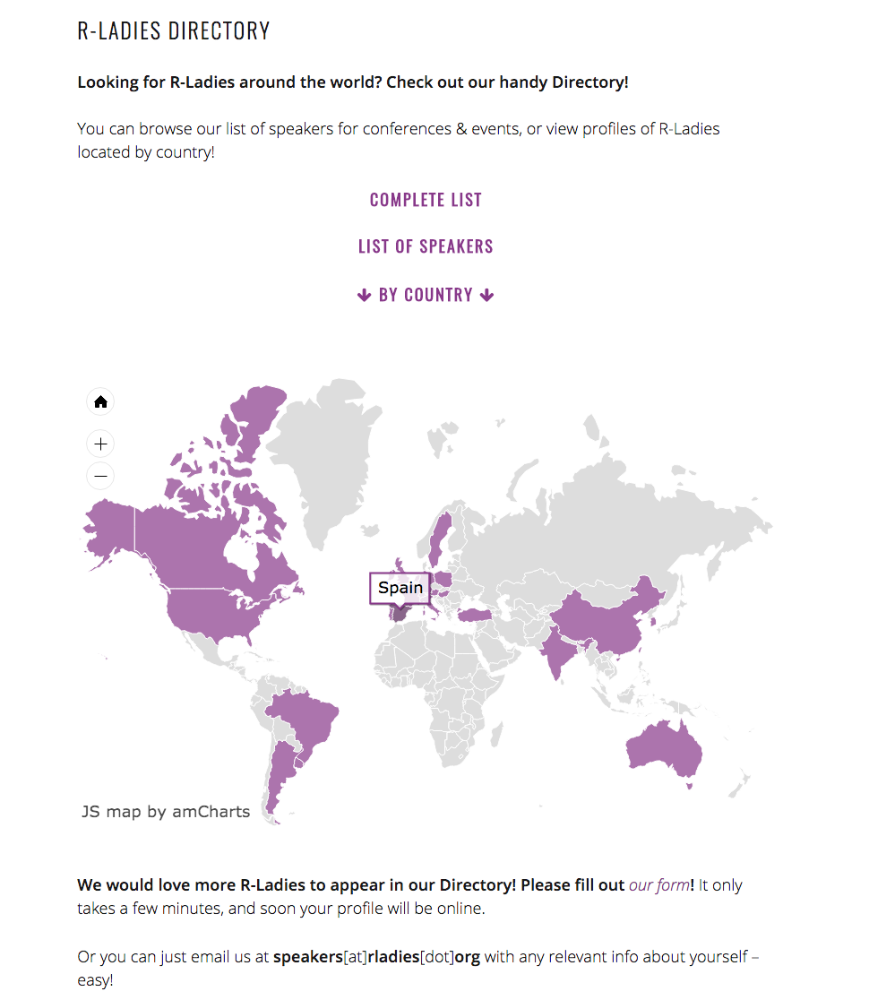 R-LADIES DIRECTORY
Looking for R-Ladies around the world? Check out our handy Directory!
You can browse our list of speakers for conferences & events, or view profiles of R-Ladies
located by country!
COMPLETE LIST
LIST OF SPEAKERS
↓ BY COUNTRY ↓
Spain
JS map by amCharts
We would love more R-Ladies to appear in our Directory! Please fill out our form! It only
takes a few minutes, and soon your profile will be online.
Or you can just email us at speakers[at]rladies[dot]org with any relevant info about yourself –
easy!